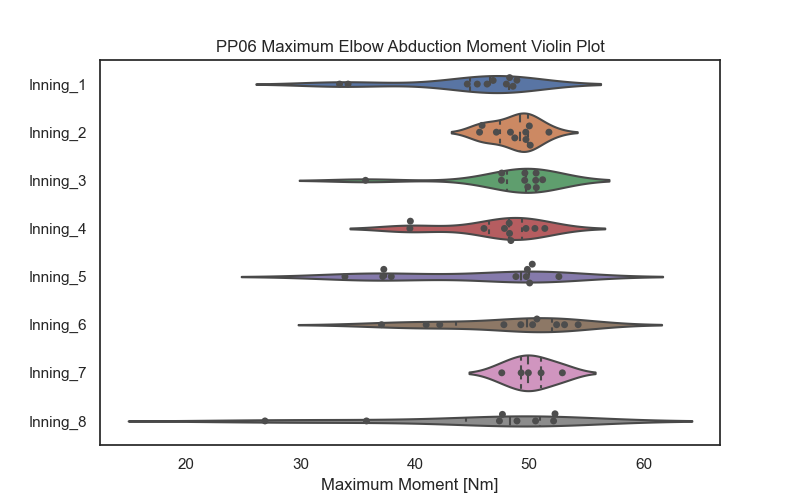 PP06 Maximum Elbow Abduction Moment Violin Plot
Inning_1
Inning_2
Inning_3
Inning_4
Inning_5
Inning_6
Inning_7
Inning_8
20 30 40 50 60
Maximum Moment [Nm]